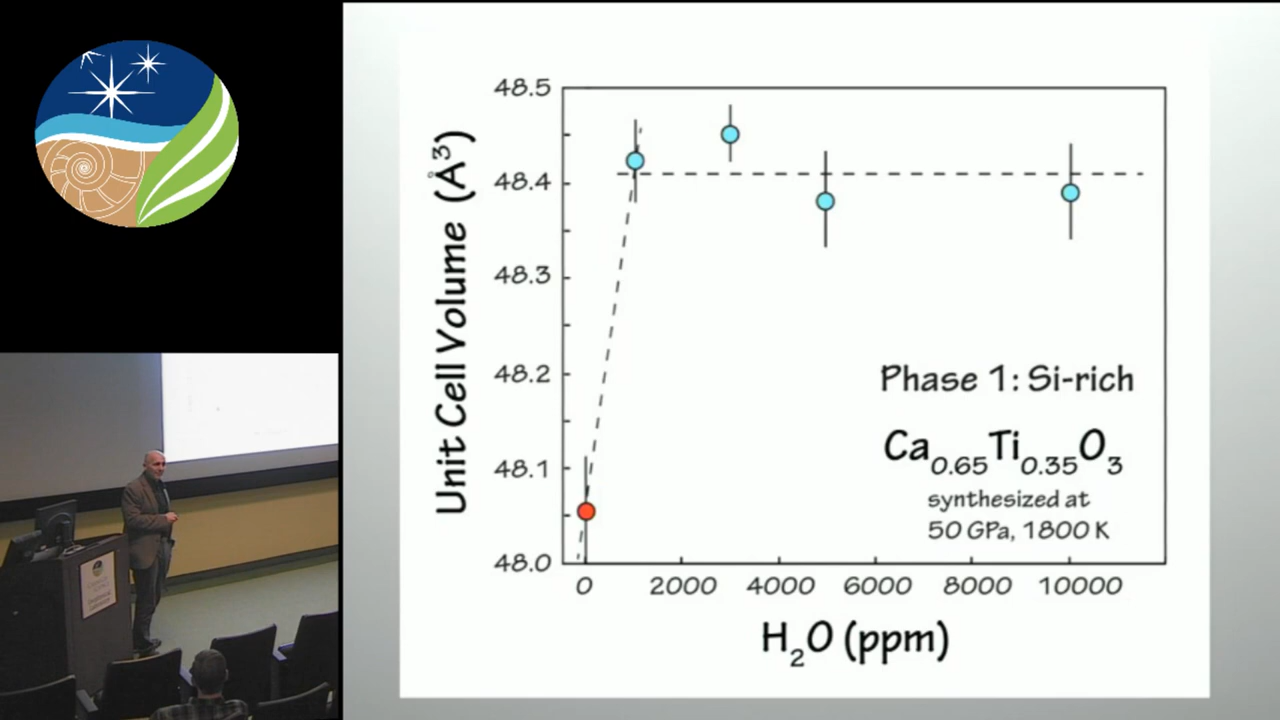 48.5
48.4
48.3
48.2
48.1
48.0
Unit Cell Volume (Å³)
Phase 1: Si-rich
Ca₀.₆₅Ti₀.₃₅O₃
synthesized at
50 GPa, 1800 K
0 2000 4000 6000 8000 10000
H₂O (ppm)